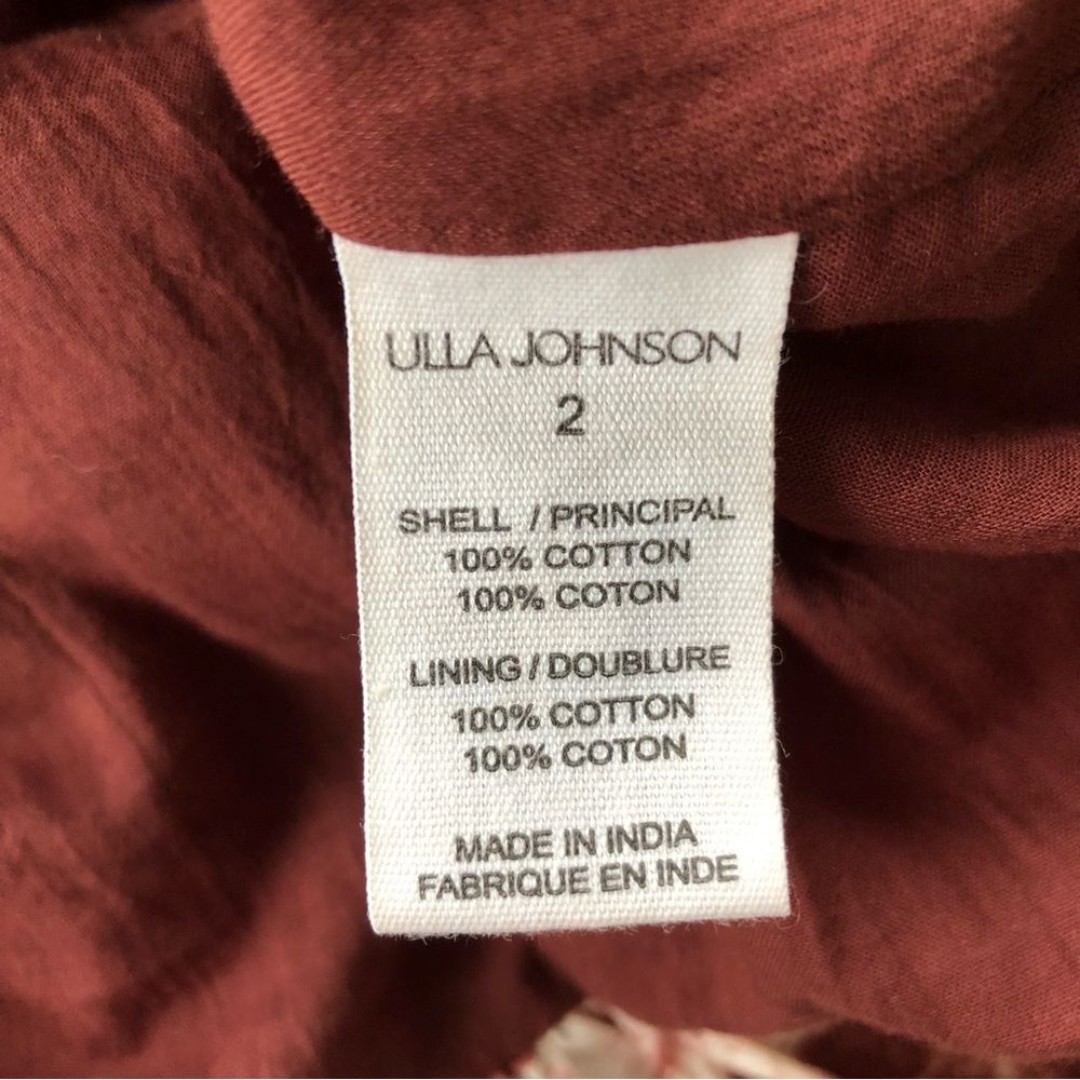 ULLA JOHNSON
2
SHELL / PRINCIPAL
100% COTTON
100% COTON
LINING / DOUBLURE
100% COTTON
100% COTON
MADE IN INDIA
FABRIQUE EN INDE